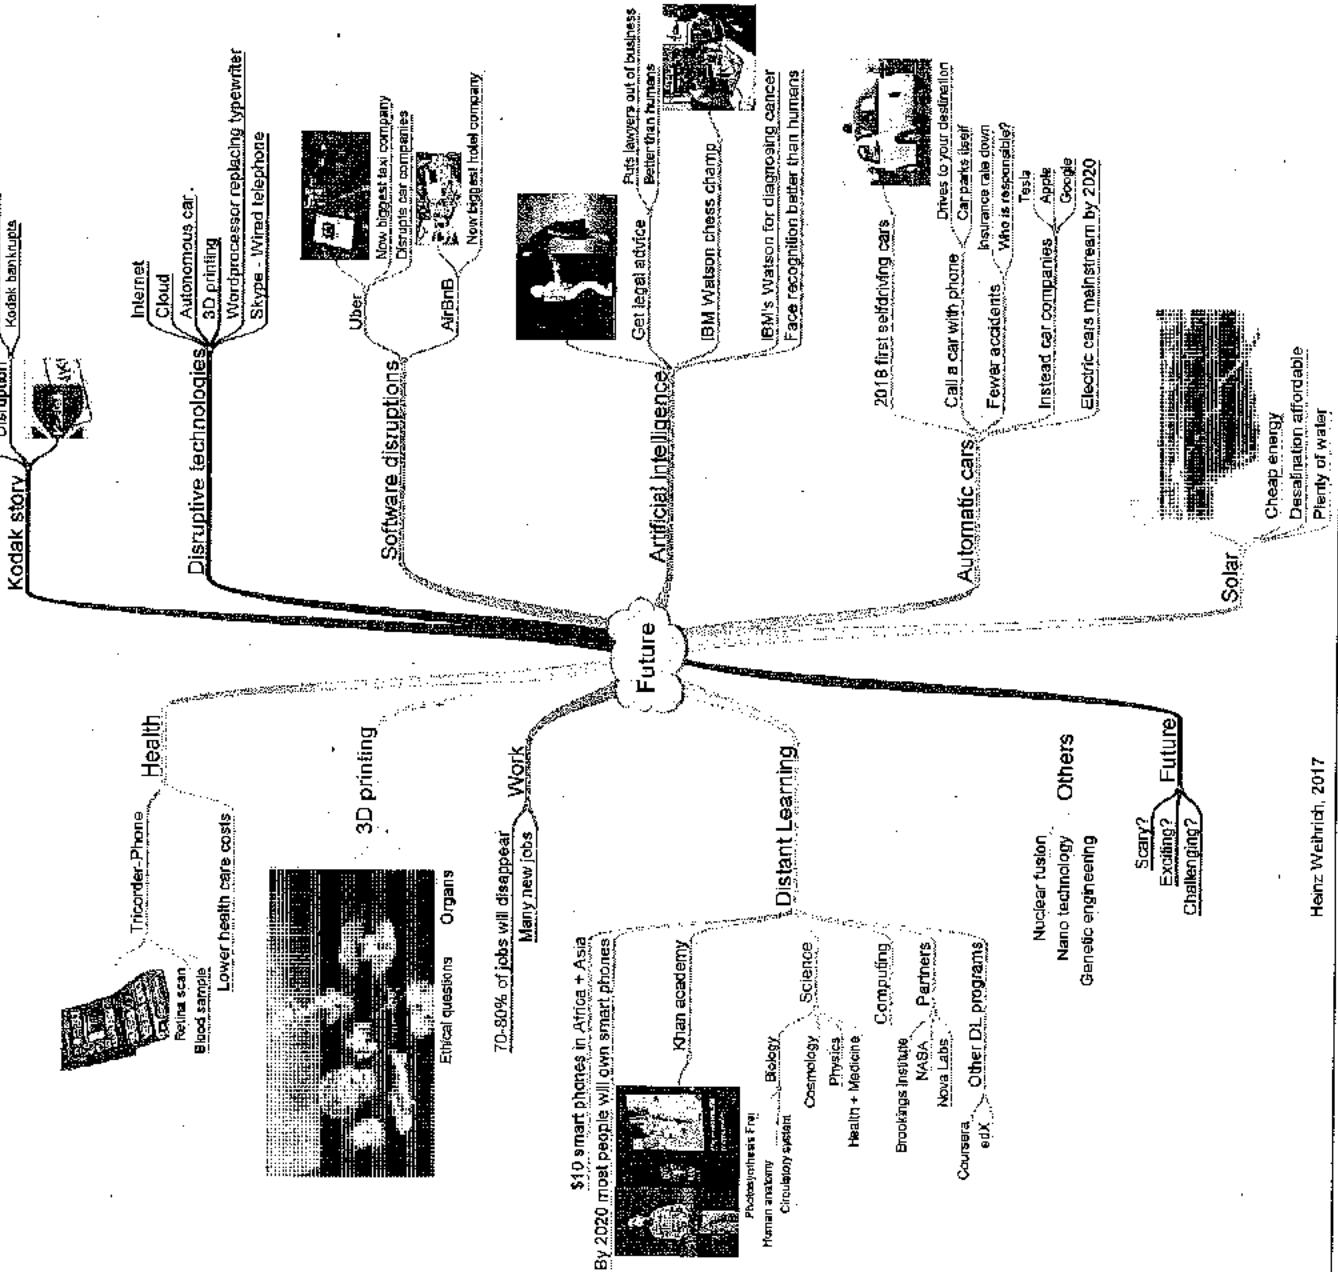 Kodak story
Disruption
Kodak bankrupts
Disruptive technologies
Internet
Cloud
Autonomous car
3D printing
Wordprocessor replacing typewriter
Skype - Wired telephone
Software disruptions
Uber
Now biggest taxi company
Disrupts car companies
AirBnB
Now biggest hotel company
Artificial Intelligence
Get legal advice
Puts lawyers out of business
Better than humans
IBM Watson chess champ
IBM's Watson for diagnosing cancer
Face recognition better than humans
Automatic cars
2018 first selfdriving cars
Call a car with phone
Drives to your destination
Car parks itself
Fewer accidents
Insurance rate down
Who is responsible?
Instead car companies
Tesla
Apple
Google
Electric cars mainstream by 2020
Solar
Cheap energy
Desalination affordable
Plenty of water
Future
Health
Tricorder-Phone
Retina scan
Blood sample
Lower health care costs
3D printing
Organs
Ethical questions
Work
70-80% of jobs will disappear
Many new jobs
Distant Learning
$10 smart phones in Africa + Asia
By 2020 most people will own smart phones
Khan academy
Science
Biology
Photosynthesis
Human anatomy
Circulatory system
Cosmology
Physics
Health + Medicine
Computing
Partners
Brookings Institute
NASA
Nova Labs
Other DL programs
Coursera
edX
Others
Nuclear fusion
Nano technology
Genetic engineering
Future
Scary?
Exciting?
Challenging?
Heinz Weihrich, 2017